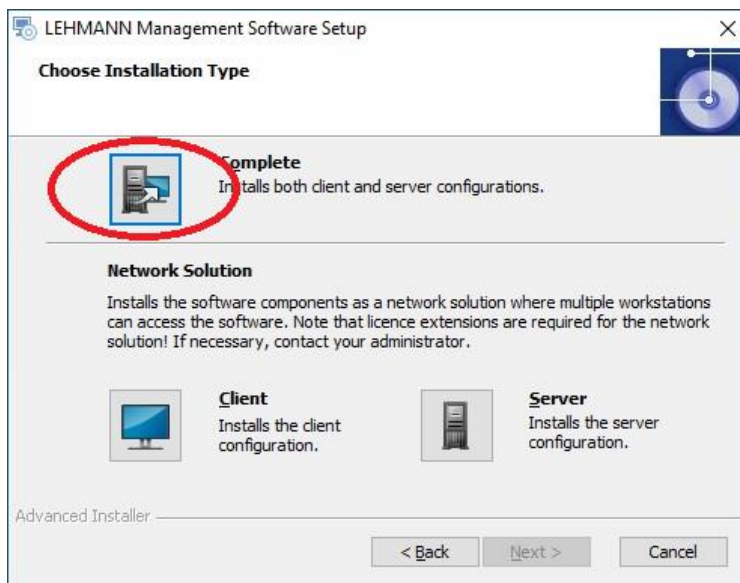 LEHMANN Management Software Setup
Choose Installation Type
Complete
Installs both client and server configurations.
Network Solution
Installs the software components as a network solution where multiple workstations
can access the software. Note that licence extensions are required for the network
solution! If necessary, contact your administrator.
Client
Installs the client
configuration.
Server
Installs the server
configuration.
Advanced Installer
< Back
Next >
Cancel